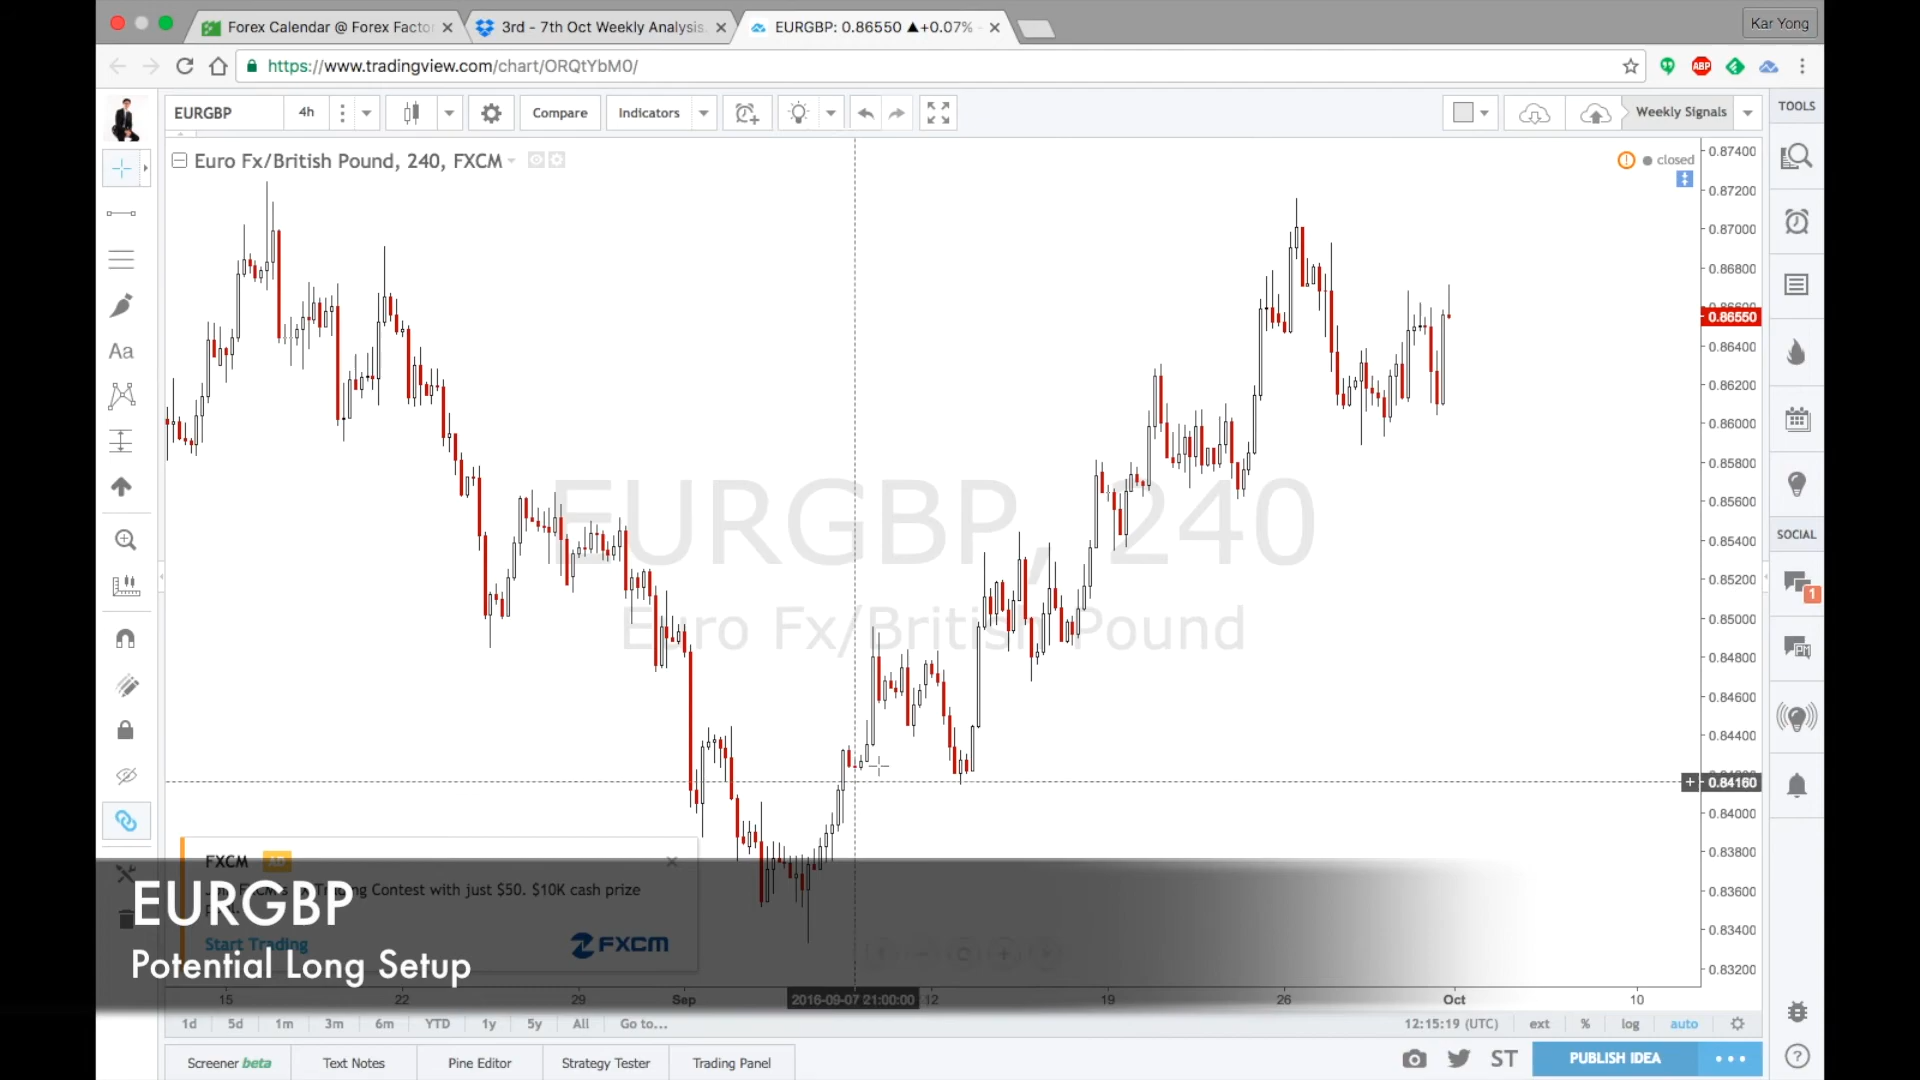 Forex Calendar @ Forex Factor
3rd - 7th Oct Weekly Analysis.
EURGBP: 0.86550 ▲+0.07%
Kar Yong
https://www.tradingview.com/chart/ORQtYbM0/
ABP
EURGBP
4h
Compare
Indicators
Weekly Signals
TOOLS
Euro Fx/British Pound, 240, FXCM
closed
0.87400
0.87200
0.87000
0.86800
0.86550
0.86400
0.86200
0.86000
0.85800
0.85600
0.85400
0.85200
0.85000
0.84800
0.84600
0.84400
0.84160
0.84000
0.83800
0.83600
0.83400
0.83200
Aa
EURGBP, 240
Euro Fx/British Pound
SOCIAL
1
FXCM
AD
Contest with just $50. $10K cash prize
Start Trading
FXCM
EURGBP
Potential Long Setup
15
22
29
Sep
2016-09-07 21:00:00
12
19
26
Oct
10
1d
5d
1m
3m
6m
YTD
1y
5y
All
Go to...
12:15:19 (UTC)
ext
%
log
auto
Screener beta
Text Notes
Pine Editor
Strategy Tester
Trading Panel
ST
PUBLISH IDEA